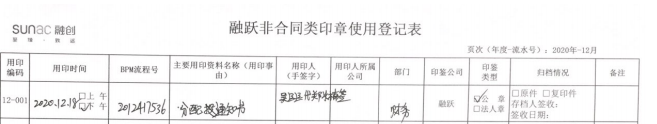 sunac 融创
至臻·致远
融跃非合同类印章使用登记表
页次（年度-流水号）：2020年-12月
用印编码 用印时间 BPM流程号 主要用印资料名称（用印事由） 用印人（手签字） 用印人所属公司 部门 印鉴公司 印鉴类型 归档情况 备注
12-001 2020.12.18 □上午 下午 2012417536 通知书 财务 融跃 公章 □法人章 □原件 □复印件
存档人签收：
签收日期：